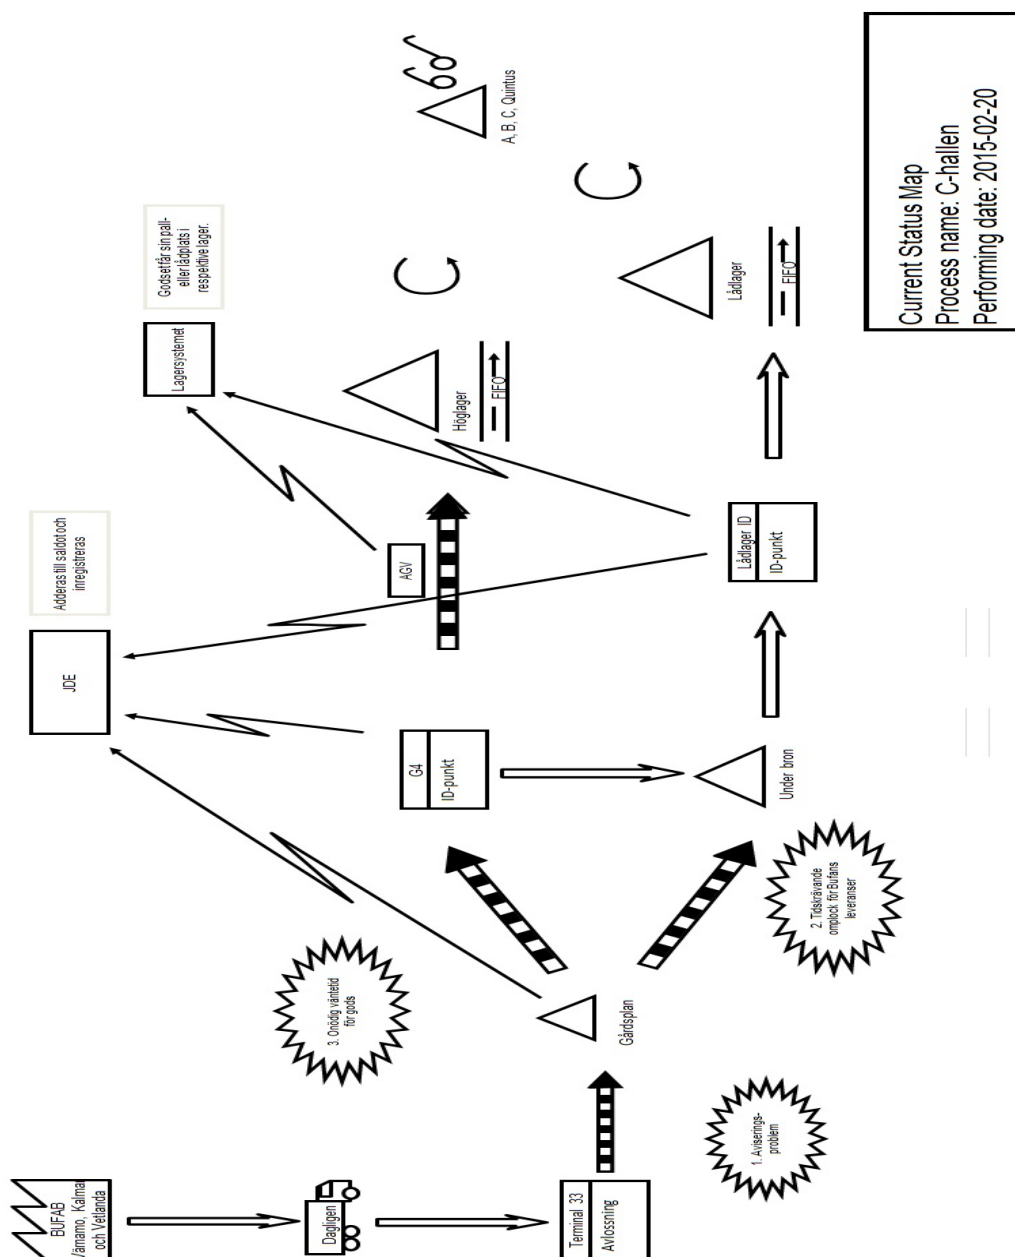 BUFAB
Värnamo, Kalmar
och Vetlanda
Dagligen
Terminal 33
Avlossning
1. Aviserings-
problem
Gårdsplan
3. Onödig väntetid
för gods
2. Tidskrävande
omplock för Bufans
leveranser
G4
ID-punkt
Under bron
JDE
Adderas till saldot och
inregistreras
AGV
Lådlager ID
ID-punkt
Lagersystemet
Godset får sin pall-
eller lådplats i
respektive lager.
Höglager
FIFO
Lådlager
FIFO
A, B, C, Quintus
Current Status Map
Process name: C-hallen
Performing date: 2015-02-20